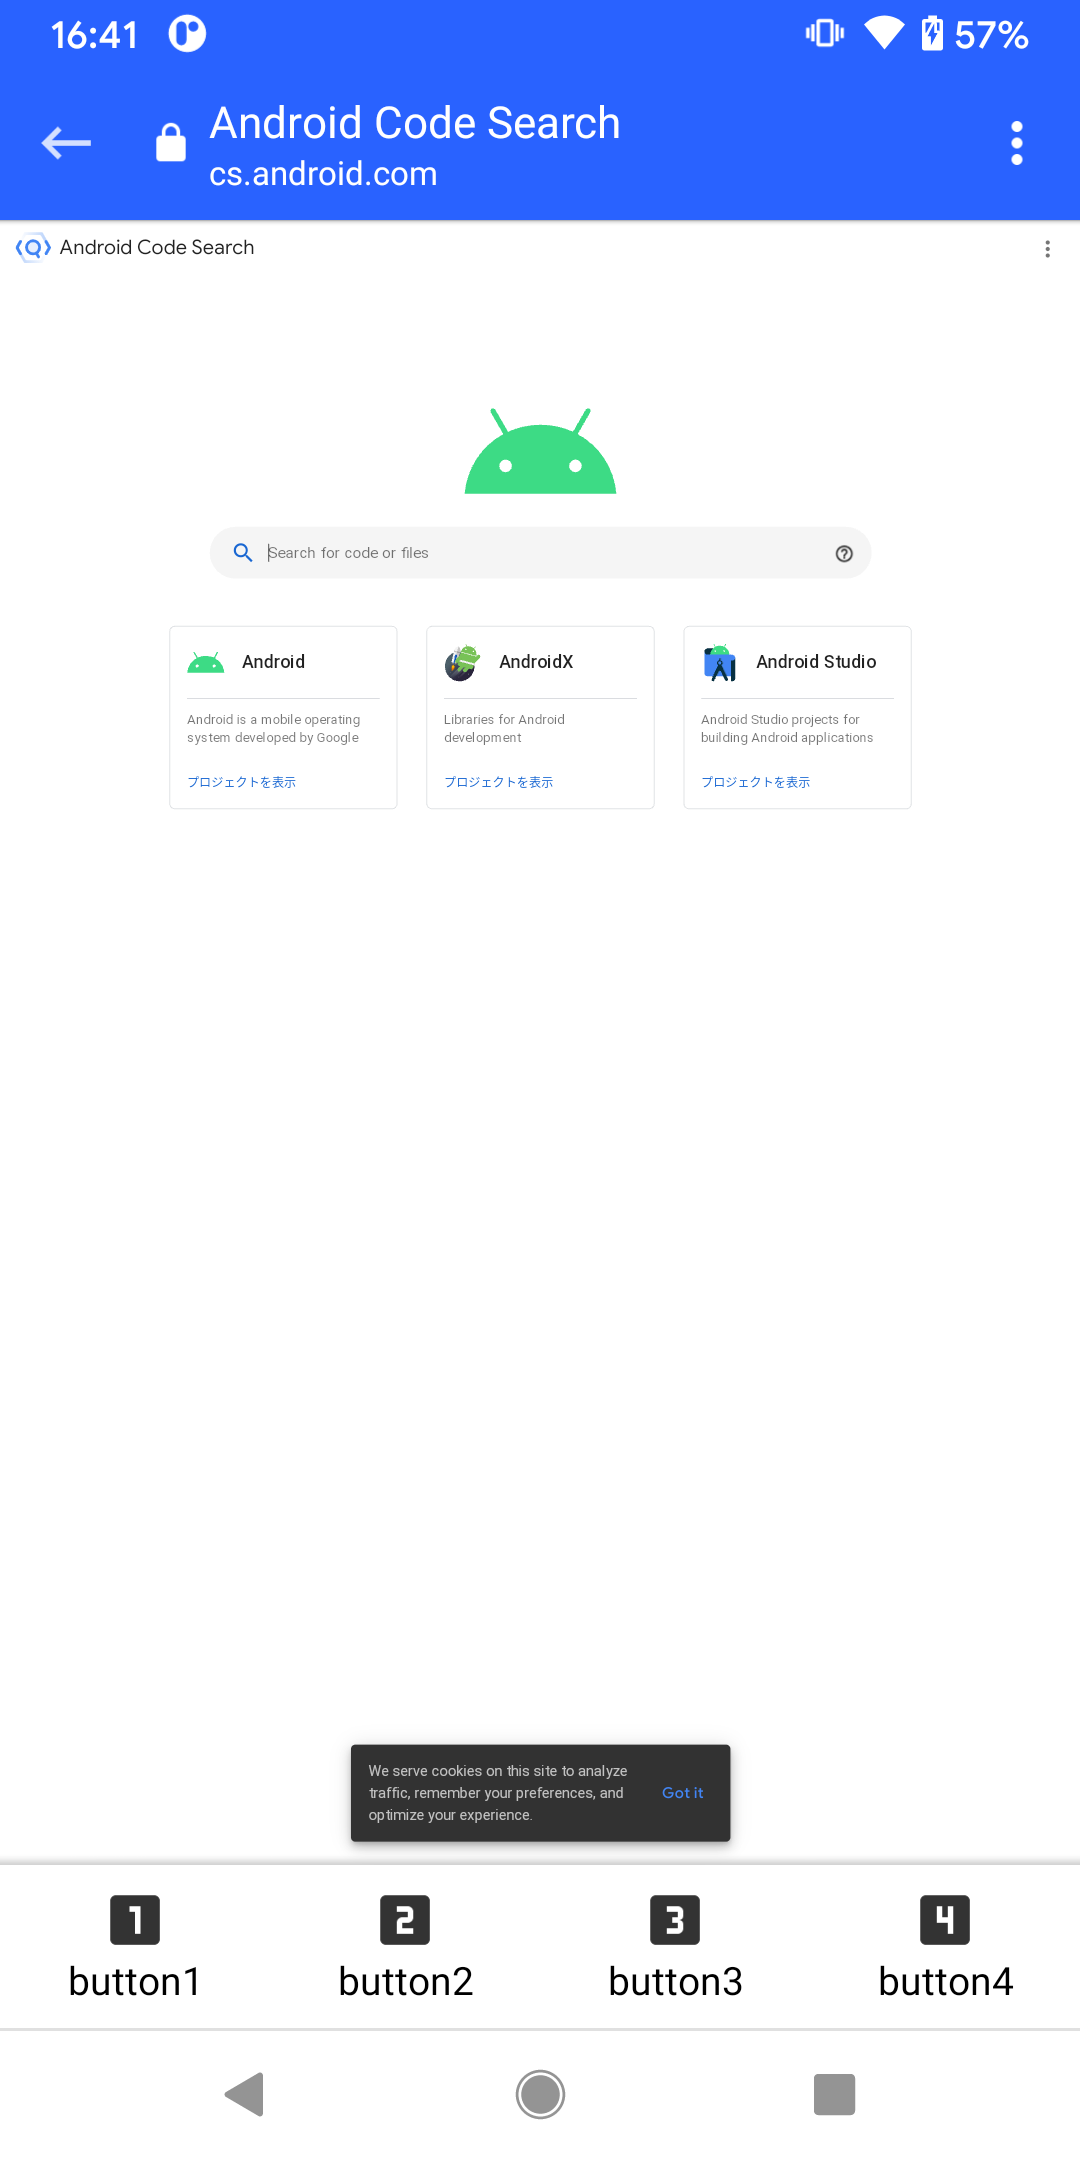 16:41
57%
Android Code Search
cs.android.com
Android Code Search
Search for code or files
Android
Android is a mobile operating
system developed by Google
プロジェクトを表示
AndroidX
Libraries for Android
development
プロジェクトを表示
Android Studio
Android Studio projects for
building Android applications
プロジェクトを表示
We serve cookies on this site to analyze
traffic, remember your preferences, and
optimize your experience.
Got it
1
2
3
4
button1
button2
button3
button4